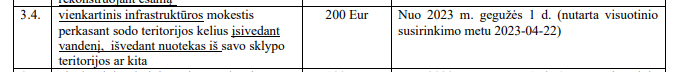 3.4. vienkartinis infrastruktūros mokestis 200 Eur Nuo 2023 m. gegužės 1 d. (nutarta visuotinio
perkasant sodo teritorijos kelius įsivedant susirinkimo metu 2023-04-22)
vandenį, išvedant nuotekas iš savo sklypo
teritorijos ar kita